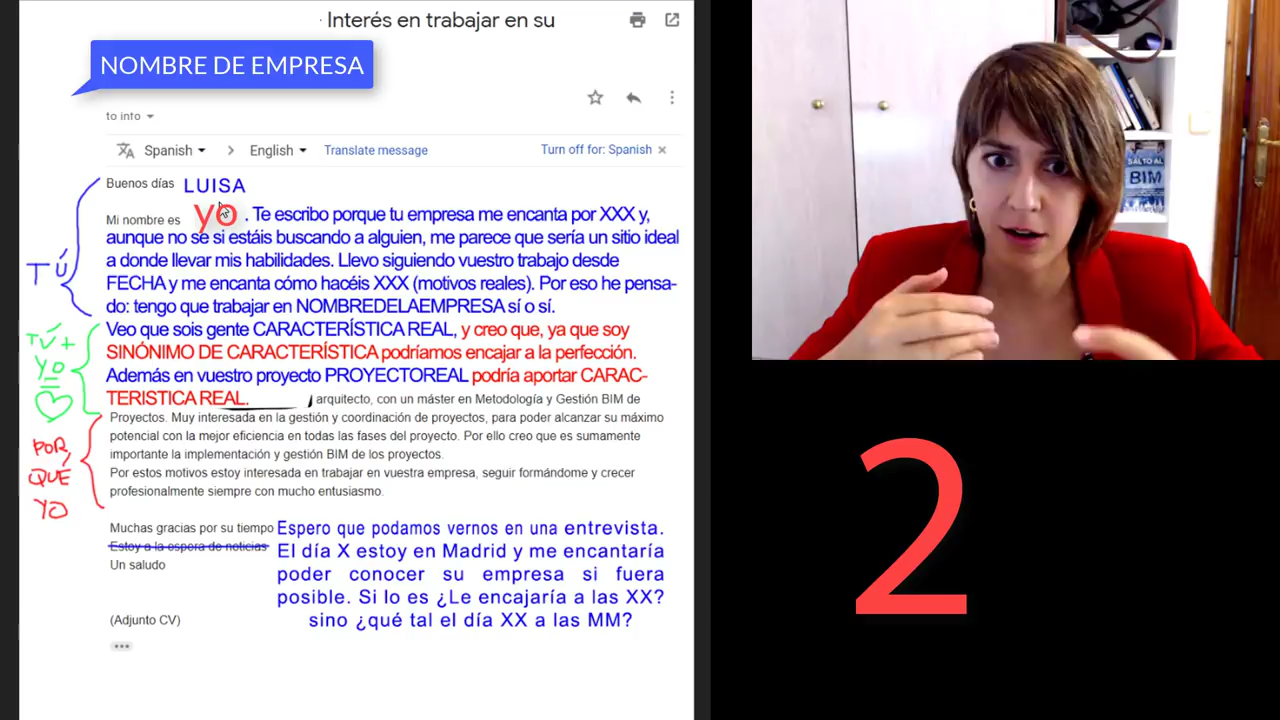 · Interés en trabajar en su
NOMBRE DE EMPRESA
to info
Spanish English Translate message Turn off for: Spanish ×
Buenos días LUISA
Mi nombre es yo . Te escribo porque tu empresa me encanta por XXX y,
aunque no se si estáis buscando a alguien, me parece que sería un sitio ideal
a donde llevar mis habilidades. Llevo siguiendo vuestro trabajo desde
FECHA y me encanta cómo hacéis XXX (motivos reales). Por eso he pensa-
do: tengo que trabajar en NOMBREDELAEMPRESA sí o sí.
TÚ
Veo que sois gente CARACTERÍSTICA REAL, y creo que, ya que soy
SINÓNIMO DE CARACTERÍSTICA podríamos encajar a la perfección.
Además en vuestro proyecto PROYECTOREAL podría aportar CARAC-
TERISTICA REAL. arquitecto, con un máster en Metodología y Gestión BIM de
TÚ +
YO
=
Proyectos. Muy interesada en la gestión y coordinación de proyectos, para poder alcanzar su máximo
potencial con la mejor eficiencia en todas las fases del proyecto. Por ello creo que es sumamente
importante la implementación y gestión BIM de los proyectos.
Por estos motivos estoy interesada en trabajar en vuestra empresa, seguir formándome y crecer
profesionalmente siempre con mucho entusiasmo.
POR
QUÉ
YO
Muchas gracias por su tiempo
Estoy a la espera de noticias
Un saludo
Espero que podamos vernos en una entrevista.
El día X estoy en Madrid y me encantaría
poder conocer su empresa si fuera
posible. Si lo es ¿Le encajaría a las XX?
sino ¿qué tal el día XX a las MM?
(Adjunto CV)
SALTO AL
BIM
2